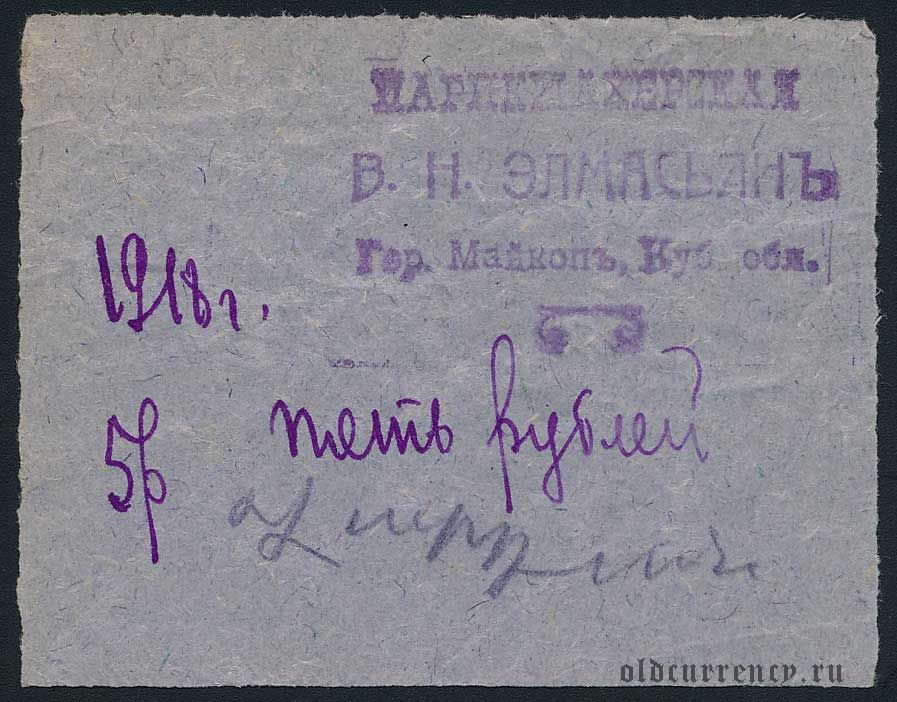 ПАРИКМАХЕРСКАЯ
В. Н. ЭЛМАСЬЯНЪ
Гор. Майкопъ, Куб. обл.
1918 г.
5 р
пять рублей
oldcurrency.ru